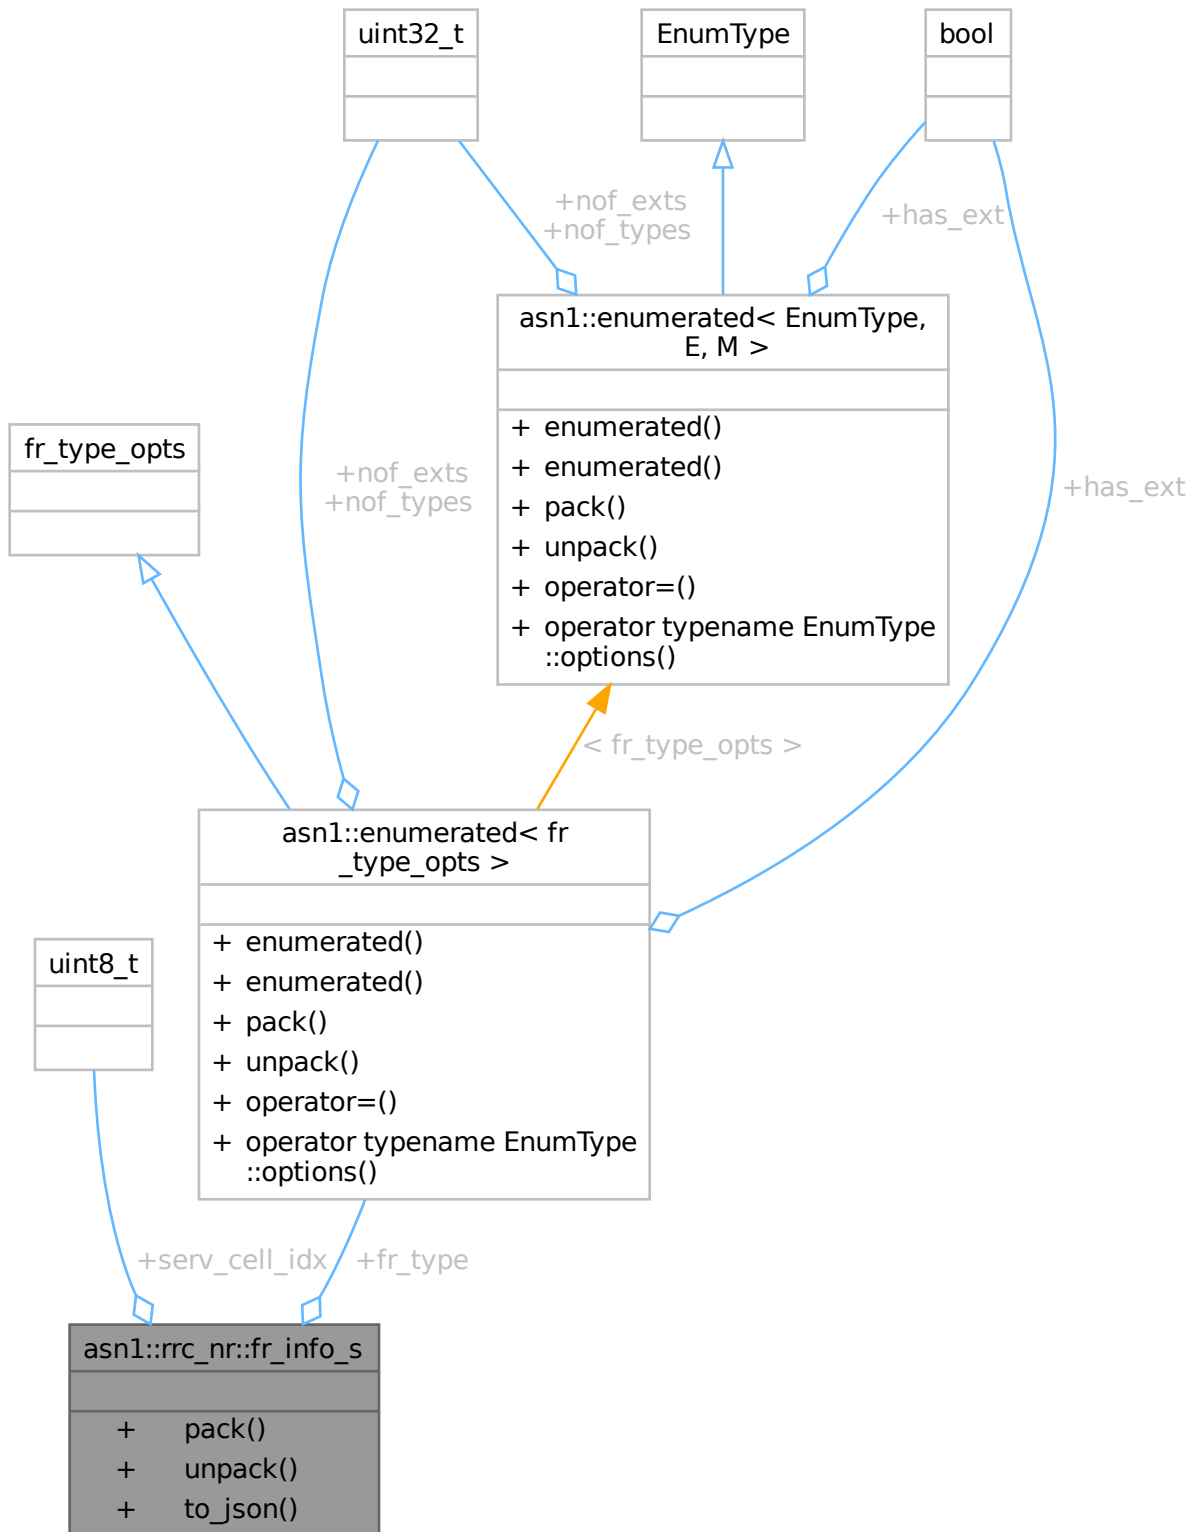 uint32_t
EnumType
bool
+nof_exts
+nof_types
+has_ext
asn1::enumerated< EnumType,
E, M >
+ enumerated()
+ enumerated()
+ pack()
+ unpack()
+ operator=()
+ operator typename EnumType
::options()
fr_type_opts
+nof_exts
+nof_types
+has_ext
< fr_type_opts >
asn1::enumerated< fr
_type_opts >
+ enumerated()
+ enumerated()
+ pack()
+ unpack()
+ operator=()
+ operator typename EnumType
::options()
uint8_t
+serv_cell_idx
+fr_type
asn1::rrc_nr::fr_info_s
+ pack()
+ unpack()
+ to_json()